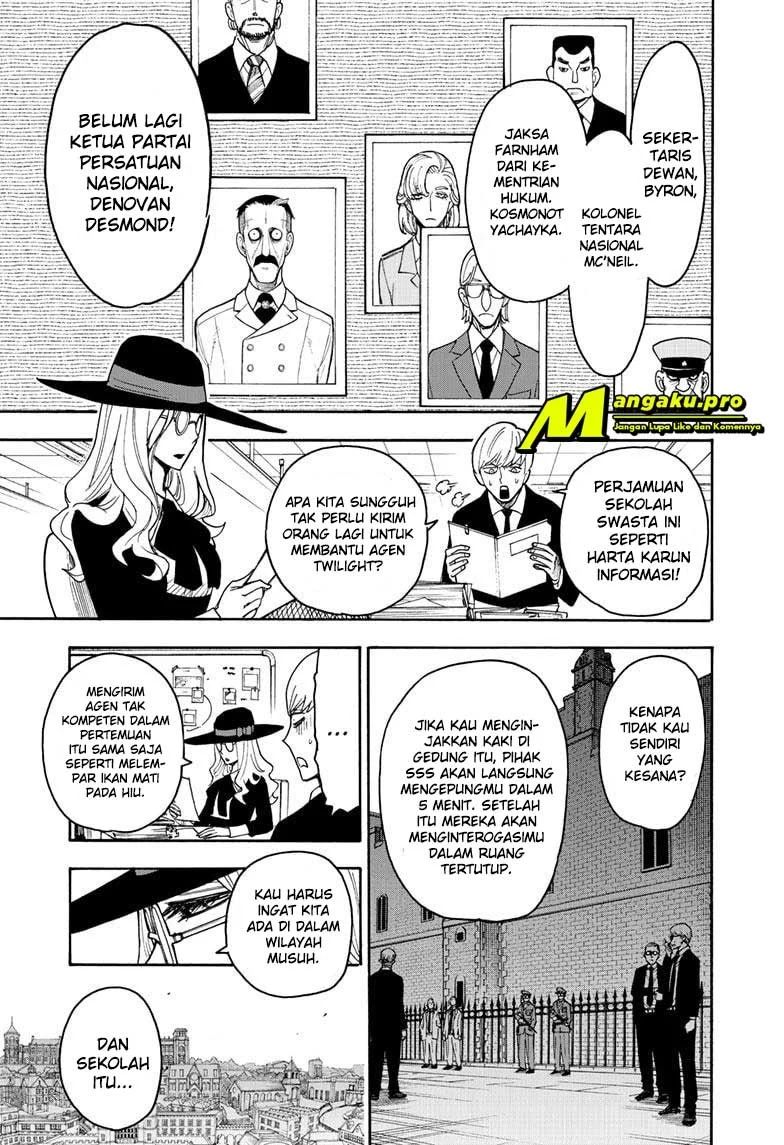 SEKER-
TARIS
DEWAN,
BYRON,
KOLONEL
TENTARA
NASIONAL
MC'NEIL.
JAKSA
FARNHAM
DARI KE-
MENTRIAN
HUKUM.
KOSMONOT
YACHAYKA.
BELUM LAGI
KETUA PARTAI
PERSATUAN
NASIONAL,
DENOVAN
DESMOND!
Mangaku.pro
Jangan Lupa Like dan Komennya
PERJAMUAN
SEKOLAH
SWASTA INI
SEPERTI
HARTA KARUN
INFORMASI!
APA KITA SUNGGUH
TAK PERLU KIRIM
ORANG LAGI UNTUK
MEMBANTU AGEN
TWILIGHT?
KENAPA
TIDAK KAU
SENDIRI
YANG
KESANA?
JIKA KAU MENGIN-
JAKKAN KAKI DI
GEDUNG ITU, PIHAK
SSS AKAN LANGSUNG
MENGEPUNGMU DALAM
5 MENIT. SETELAH
ITU MEREKA AKAN
MENGINTEROGASIMU
DALAM RUANG
TERTUTUP.
...
MENGIRIM
AGEN TAK
KOMPETEN DALAM
PERTEMUAN
ITU SAMA SAJA
SEPERTI MELEM-
PAR IKAN MATI
PADA HIU.
KAU HARUS
INGAT KITA
ADA DI DALAM
WILAYAH
MUSUH.
DAN
SEKOLAH
ITU...